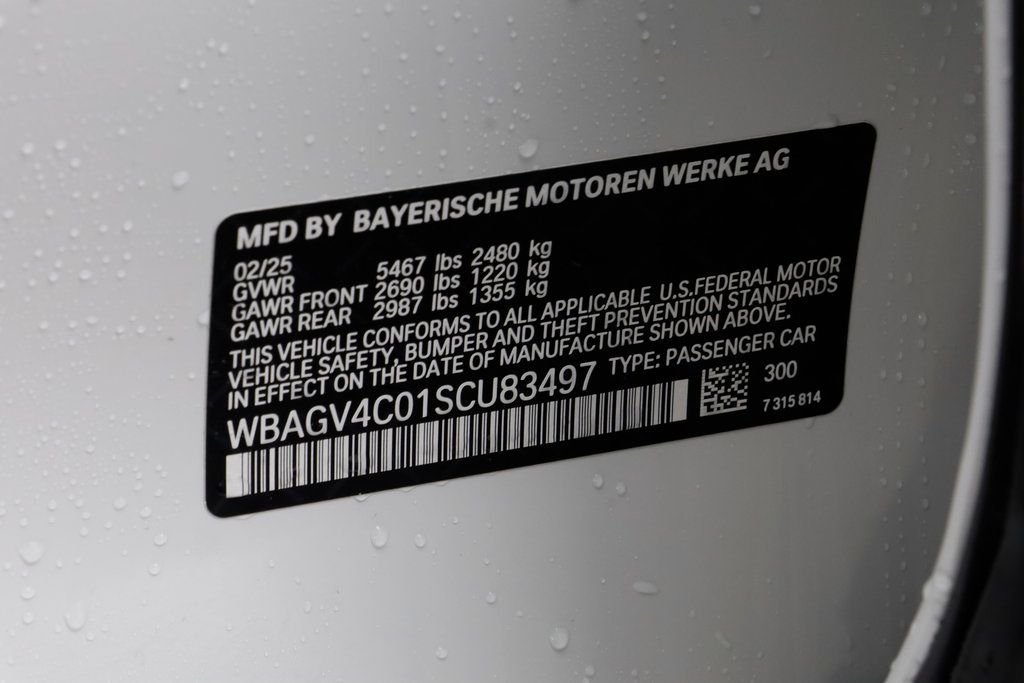 MFD BY BAYERISCHE MOTOREN WERKE AG
02/25
GVWR 5467 lbs 2480 kg
GAWR FRONT 2690 lbs 1220 kg
GAWR REAR 2987 lbs 1355 kg
THIS VEHICLE CONFORMS TO ALL APPLICABLE U.S.FEDERAL MOTOR
VEHICLE SAFETY, BUMPER AND THEFT PREVENTION STANDARDS
IN EFFECT ON THE DATE OF MANUFACTURE SHOWN ABOVE.
WBAGV4C01SCU83497 TYPE: PASSENGER CAR
300
7 315 814